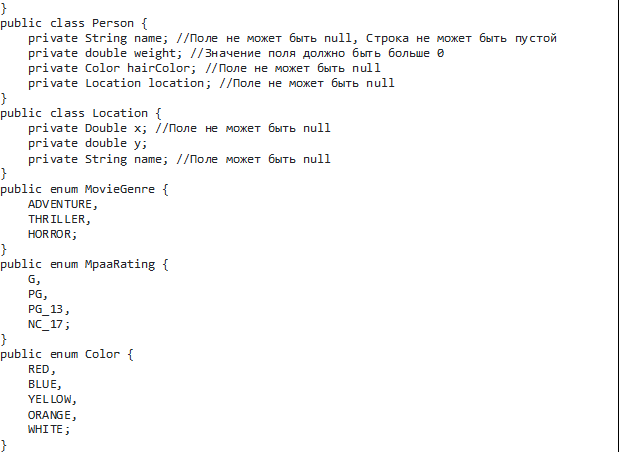 }
public class Person {
    private String name; //Поле не может быть null, Строка не может быть пустой
    private double weight; //Значение поля должно быть больше 0
    private Color hairColor; //Поле не может быть null
    private Location location; //Поле не может быть null
}
public class Location {
    private Double x; //Поле не может быть null
    private double y;
    private String name; //Поле может быть null
}
public enum MovieGenre {
    ADVENTURE,
    THRILLER,
    HORROR;
}
public enum MpaaRating {
    G,
    PG,
    PG_13,
    NC_17;
}
public enum Color {
    RED,
    BLUE,
    YELLOW,
    ORANGE,
    WHITE;
}